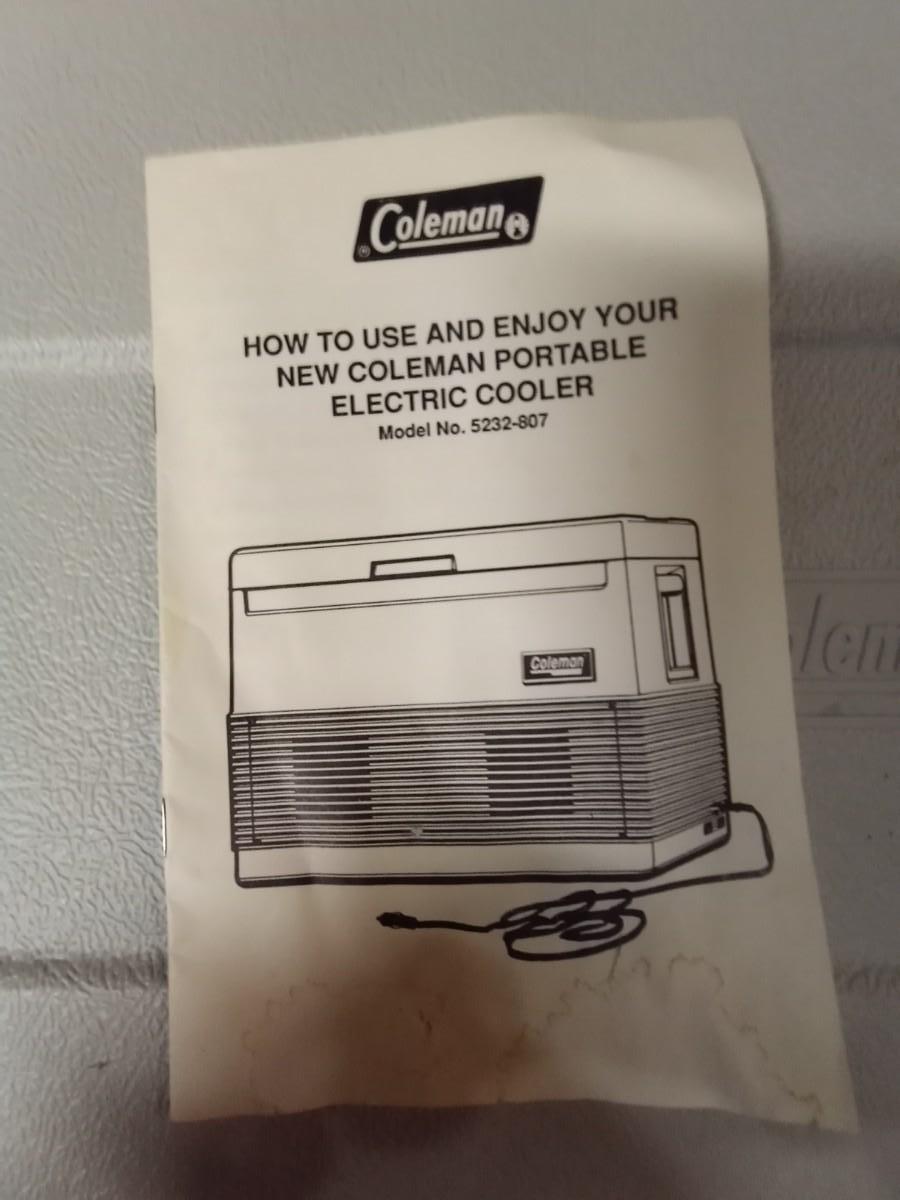 Coleman
HOW TO USE AND ENJOY YOUR
NEW COLEMAN PORTABLE
ELECTRIC COOLER
Model No. 5232-807
Coleman